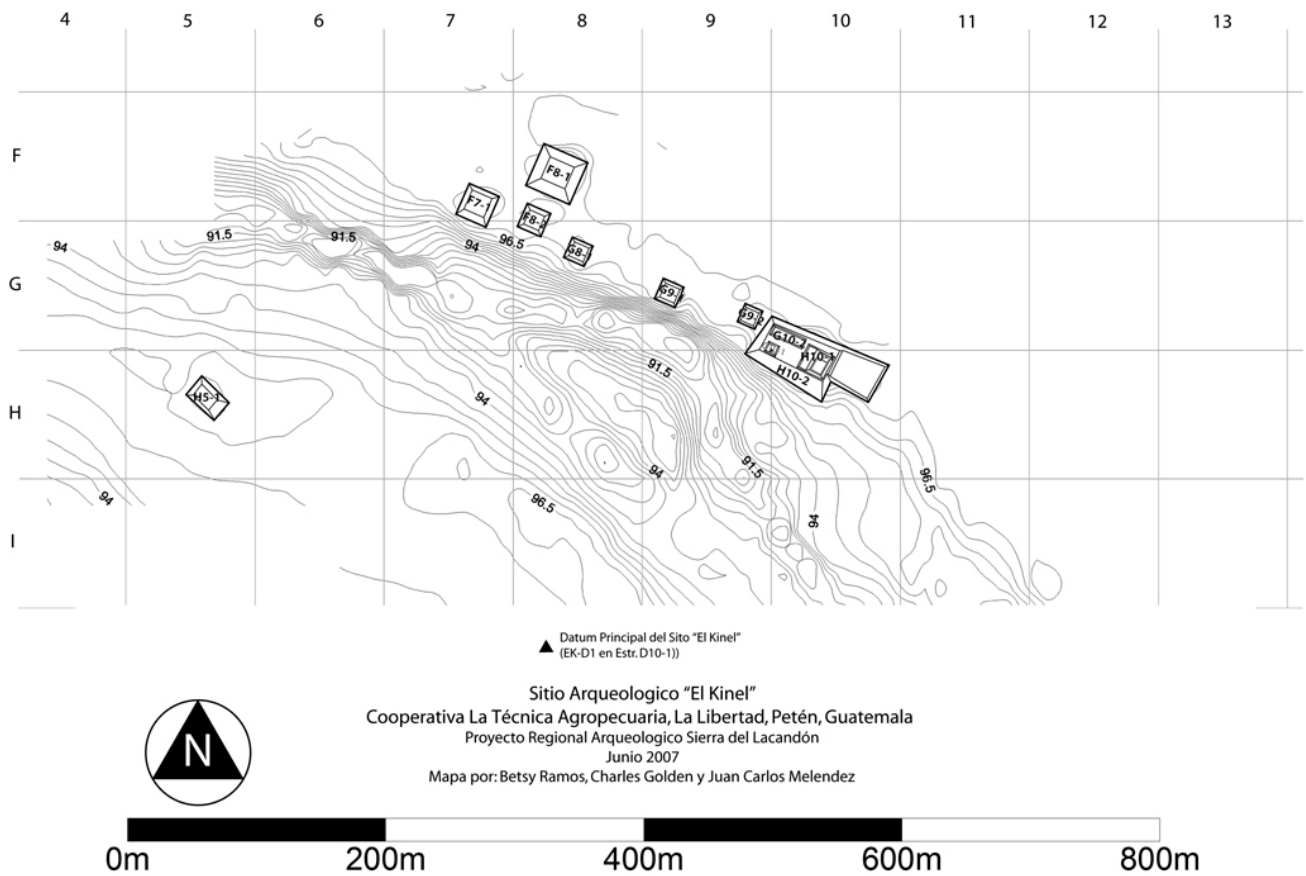 4 5 6 7 8 9 10 11 12 13
F
F8-1
F7-1
F8-2
91.5
91.5
94
94
96.5
G8-
G
G9-
G9-2
G10-2
H10-1
H10-2
91.5
H5-1
94
H
94
91.5
96.5
94
96.5
94
I
Datum Principal del Sito "El Kinel"
(EK-D1 en Estr. D10-1))
Sitio Arqueologico "El Kinel"
Cooperativa La Técnica Agropecuaria, La Libertad, Petén, Guatemala
Proyecto Regional Arqueologico Sierra del Lacandón
Junio 2007
Mapa por: Betsy Ramos, Charles Golden y Juan Carlos Melendez
N
0m 200m 400m 600m 800m